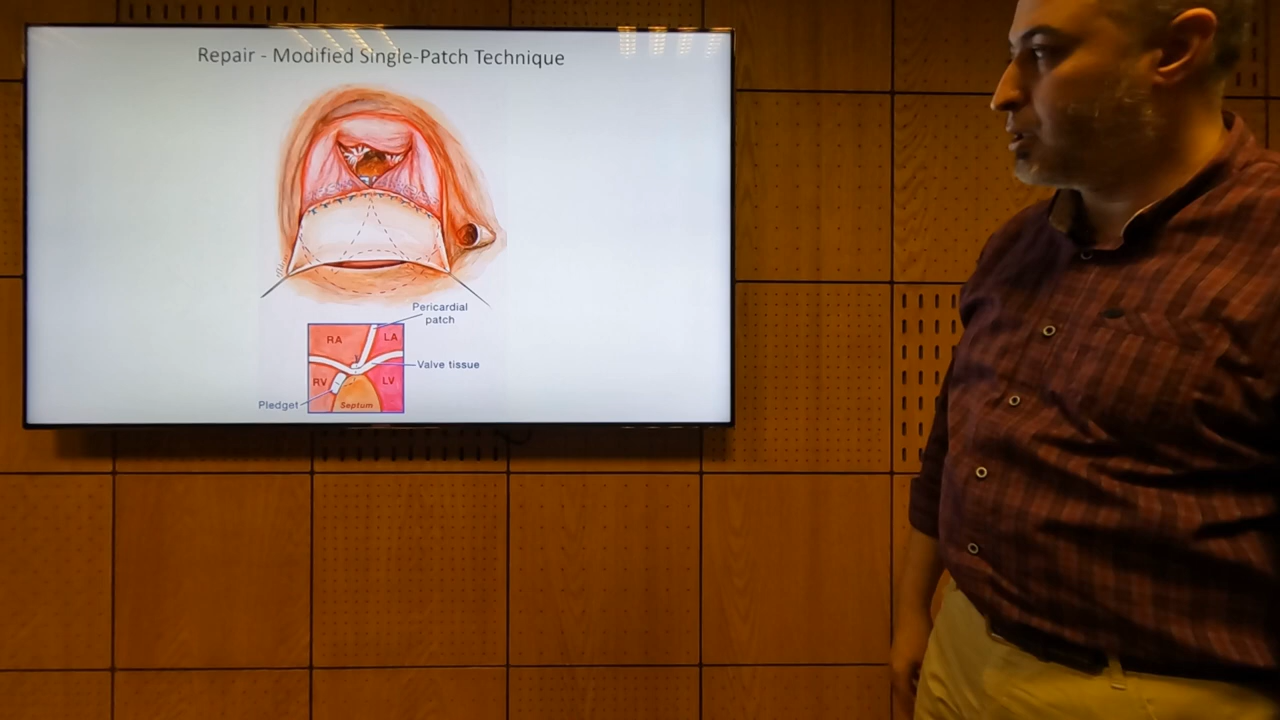 Repair - Modified Single-Patch Technique
Pericardial
patch
RA
LA
Valve tissue
RV
LV
Pledget
Septum